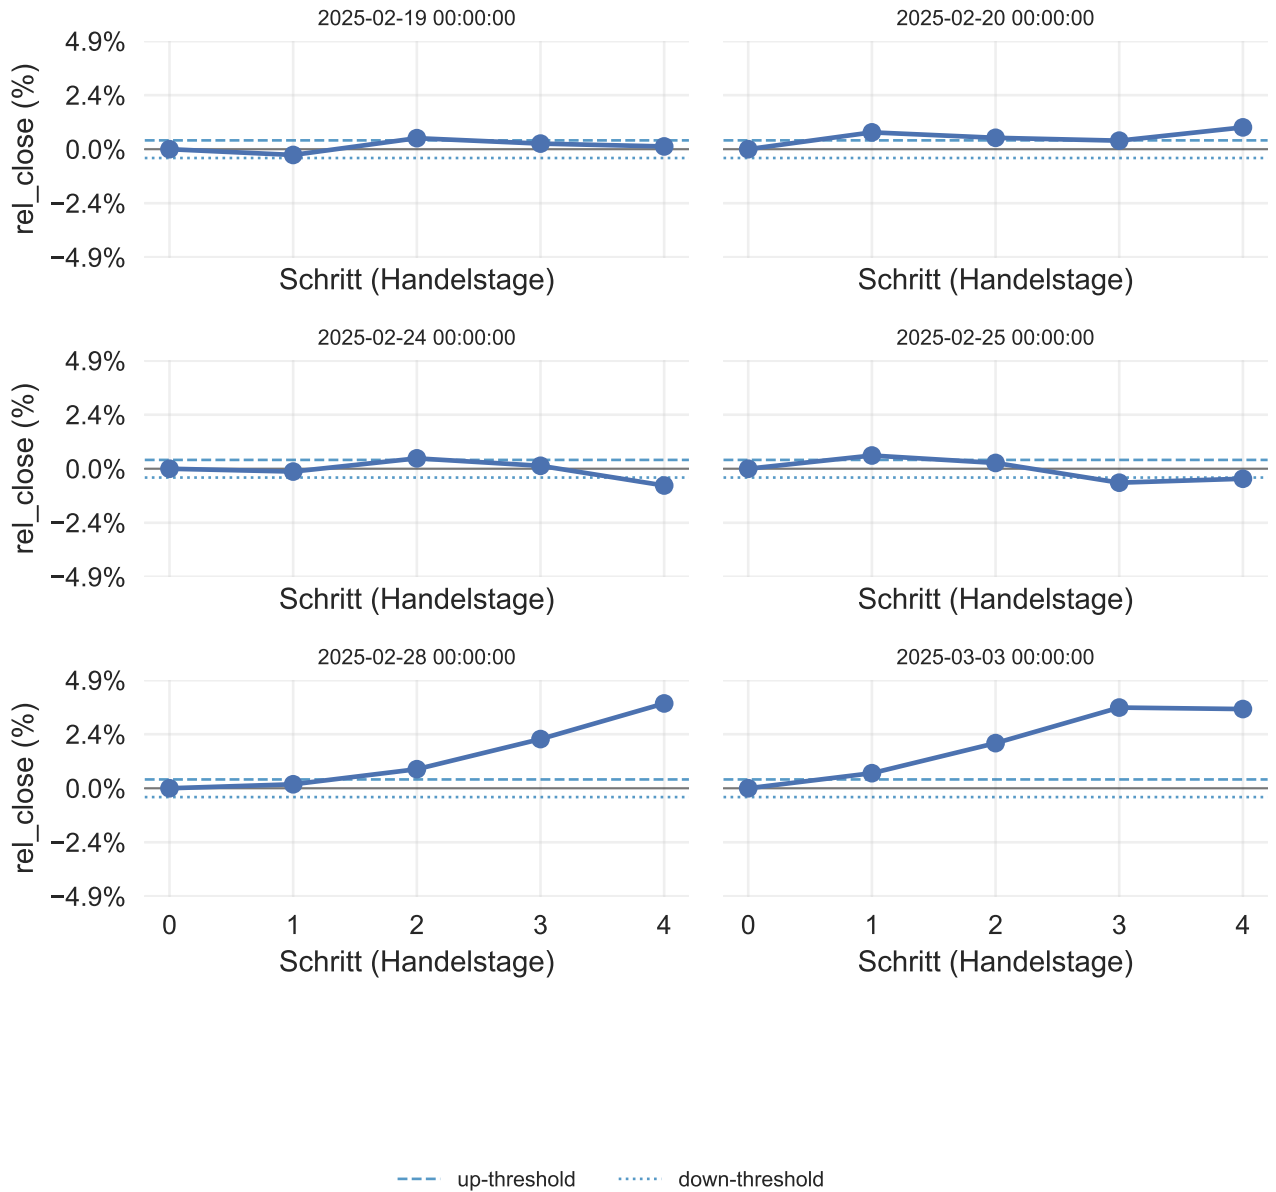 2025-02-19 00:00:00
2025-02-20 00:00:00
4.9%
2.4%
0.0%
−2.4%
−4.9%
rel_close (%)
Schritt (Handelstage)
Schritt (Handelstage)
2025-02-24 00:00:00
2025-02-25 00:00:00
4.9%
2.4%
0.0%
−2.4%
−4.9%
rel_close (%)
Schritt (Handelstage)
Schritt (Handelstage)
2025-02-28 00:00:00
2025-03-03 00:00:00
4.9%
2.4%
0.0%
−2.4%
−4.9%
rel_close (%)
0 1 2 3 4
0 1 2 3 4
Schritt (Handelstage)
Schritt (Handelstage)
up-threshold
down-threshold